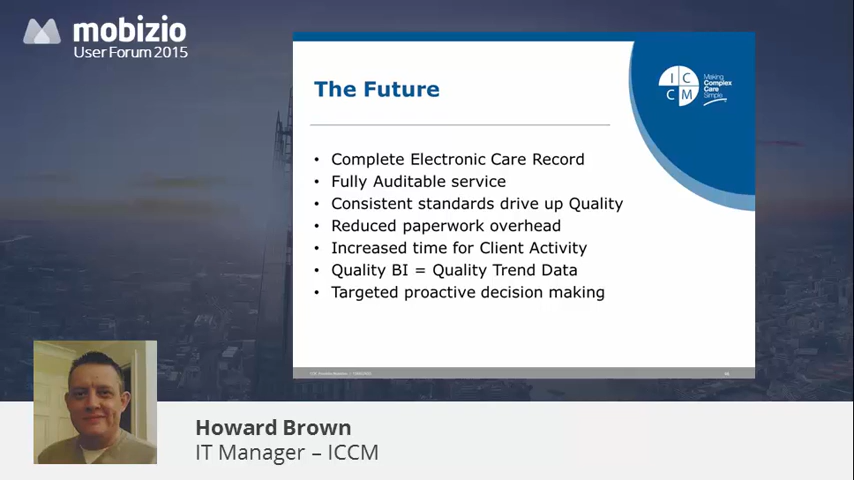 mobizio
User Forum 2015
The Future
I C
C M
Making
Complex
Care
Simple
• Complete Electronic Care Record
• Fully Auditable service
• Consistent standards drive up Quality
• Reduced paperwork overhead
• Increased time for Client Activity
• Quality BI = Quality Trend Data
• Targeted proactive decision making
Howard Brown
IT Manager – ICCM